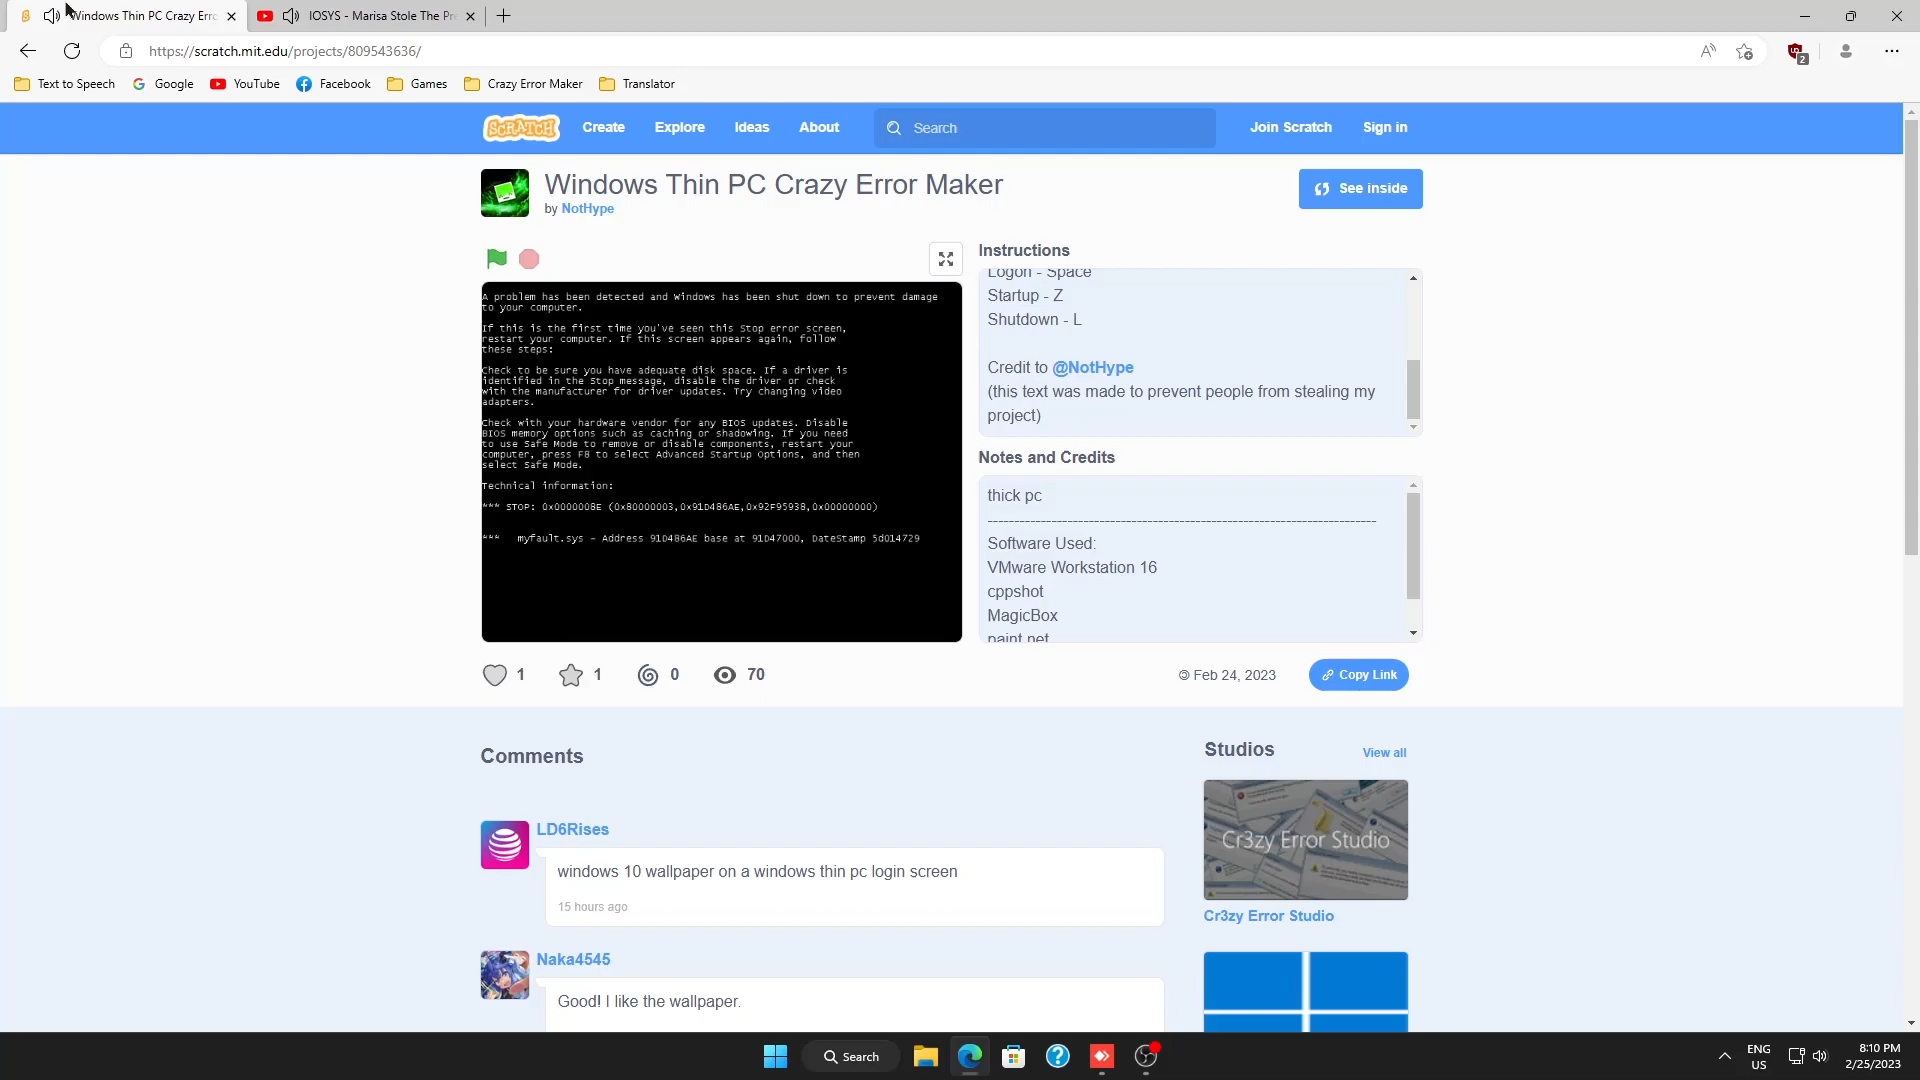 Windows Thin PC Crazy Erro
IOSYS - Marisa Stole The Pre
https://scratch.mit.edu/projects/809543636/
2
Text to Speech
Google
YouTube
Facebook
Games
Crazy Error Maker
Translator
SCRATCH
Create
Explore
Ideas
About
Search
Join Scratch
Sign in
Windows Thin PC Crazy Error Maker
by NotHype
See inside
A problem has been detected and Windows has been shut down to prevent damage
to your computer.
If this is the first time you've seen this Stop error screen,
restart your computer. If this screen appears again, follow
these steps:
Check to be sure you have adequate disk space. If a driver is
identified in the Stop message, disable the driver or check
with the manufacturer for driver updates. Try changing video
adapters.
Check with your hardware vendor for any BIOS updates. Disable
BIOS memory options such as caching or shadowing. If you need
to use Safe Mode to remove or disable components, restart your
computer, press F8 to select Advanced Startup Options, and then
select Safe Mode.
Technical information:
*** STOP: 0x0000008E (0x80000003,0x91D486AE,0x92F95938,0x00000000)
*** myfault.sys - Address 91D486AE base at 91D47000, DateStamp 5d014729
Instructions
Logon - Space
Startup - Z
Shutdown - L
Credit to @NotHype
(this text was made to prevent people from stealing my
project)
Notes and Credits
thick pc
-------------------------------------------------------------------------
Software Used:
VMware Workstation 16
cppshot
MagicBox
paint.net
1
1
0
70
© Feb 24, 2023
Copy Link
Comments
LD6Rises
windows 10 wallpaper on a windows thin pc login screen
15 hours ago
Naka4545
Good! I like the wallpaper.
Studios
View all
Cr3zy Error Studio
Cr3zy Error Studio
Search
ENG
US
8:10 PM
2/25/2023